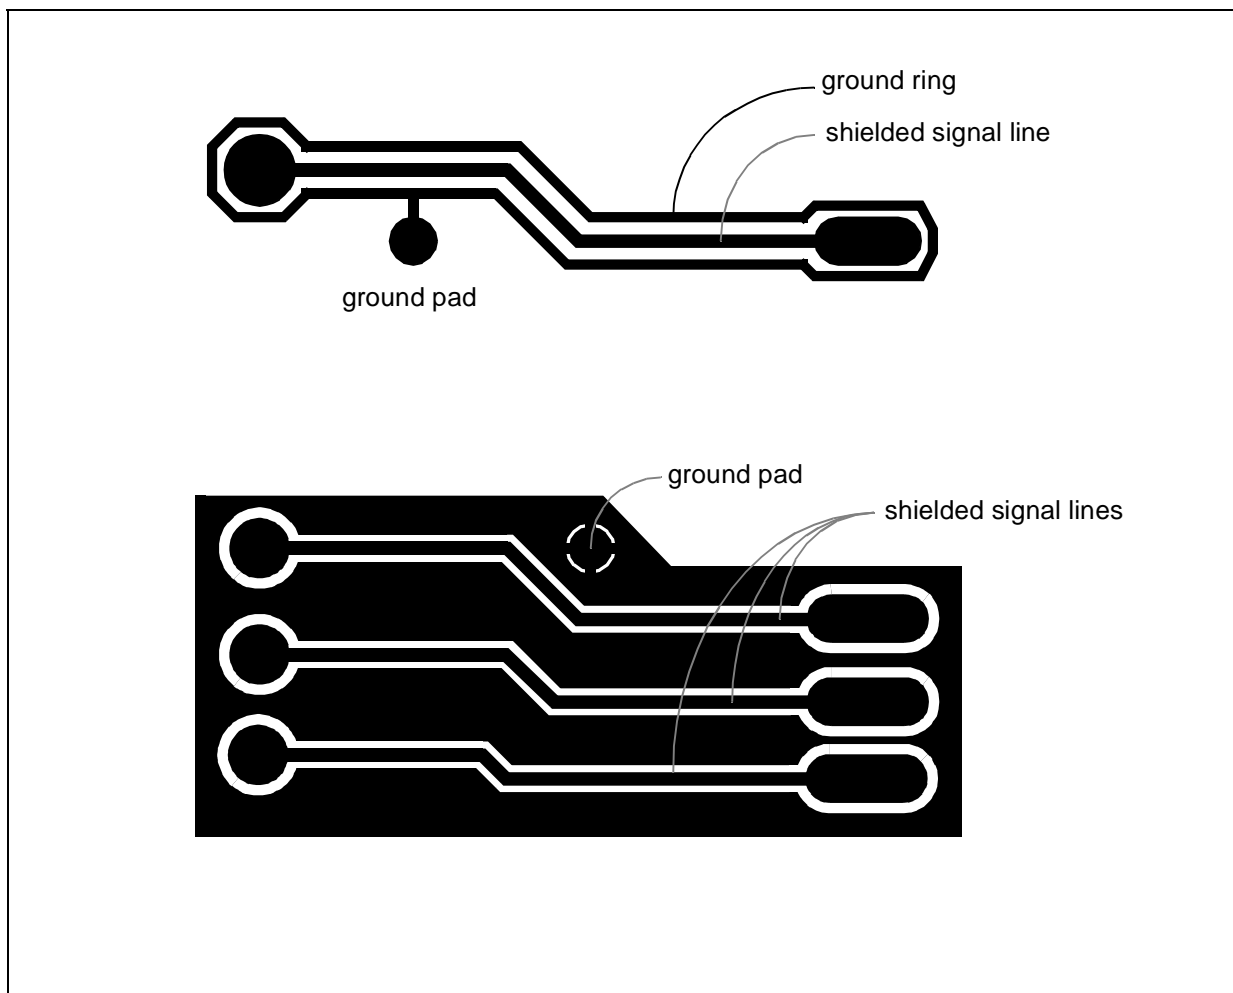 ground ring
shielded signal line
ground pad
ground pad
shielded signal lines